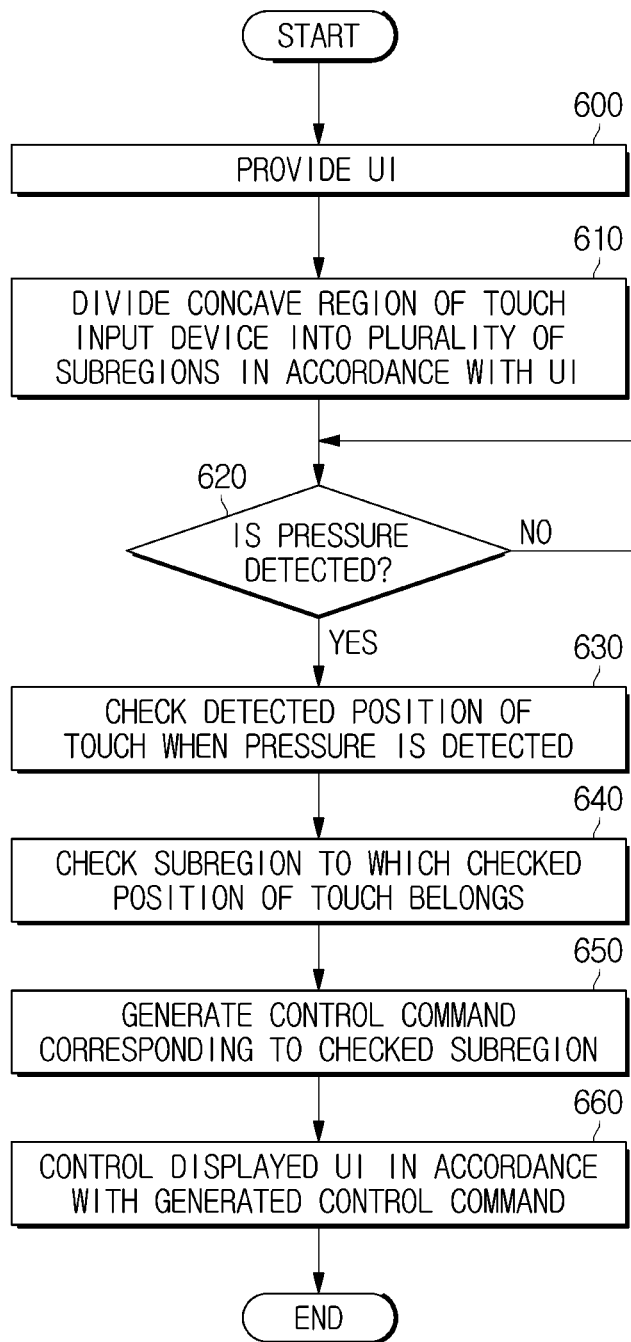 START
600
PROVIDE UI
610
DIVIDE CONCAVE REGION OF TOUCH
INPUT DEVICE INTO PLURALITY OF
SUBREGIONS IN ACCORDANCE WITH UI
620
IS PRESSURE
DETECTED?
NO
YES
630
CHECK DETECTED POSITION OF
TOUCH WHEN PRESSURE IS DETECTED
640
CHECK SUBREGION TO WHICH CHECKED
POSITION OF TOUCH BELONGS
650
GENERATE CONTROL COMMAND
CORRESPONDING TO CHECKED SUBREGION
660
CONTROL DISPLAYED UI IN ACCORDANCE
WITH GENERATED CONTROL COMMAND
END